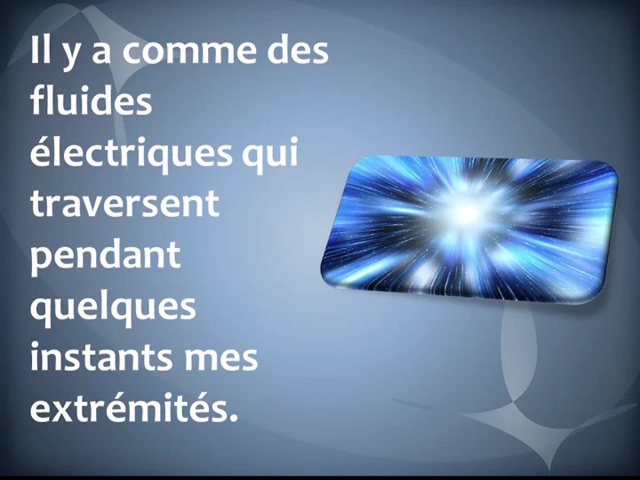 Il y a comme des
fluides
électriques qui
traversent
pendant
quelques
instants mes
extrémités.